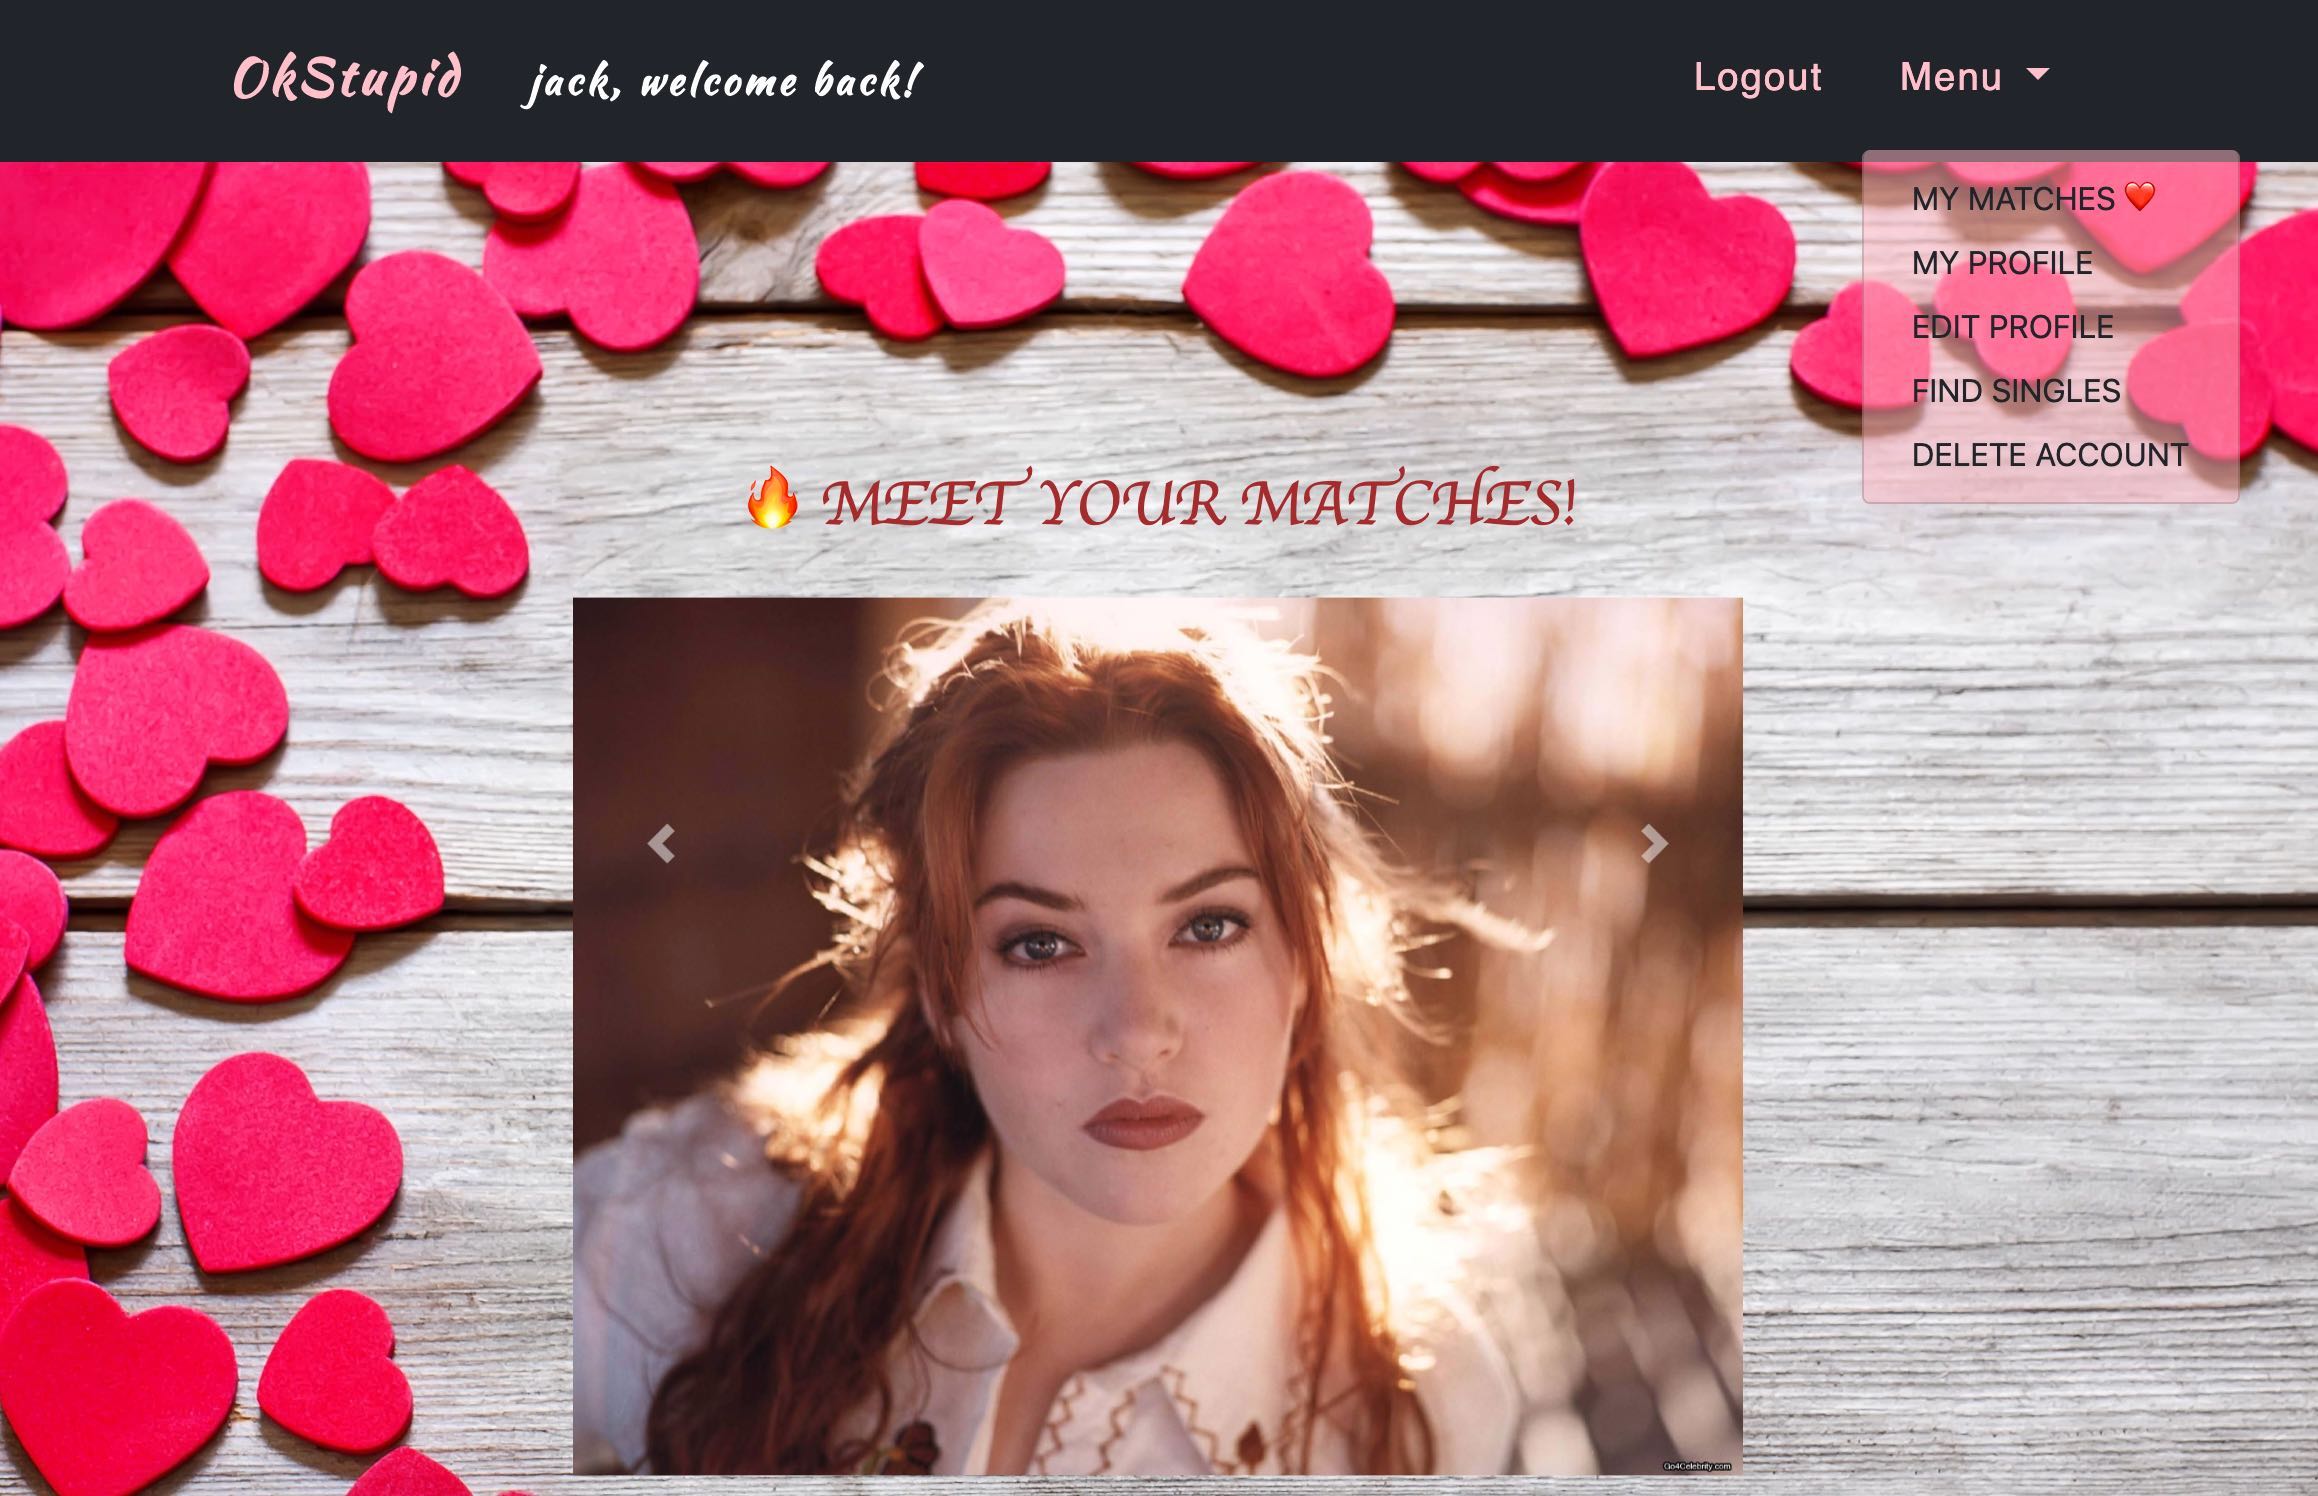 OkStupid jack, welcome back! Logout Menu
MY MATCHES ❤️
MY PROFILE
EDIT PROFILE
FIND SINGLES
DELETE ACCOUNT
🔥 MEET YOUR MATCHES!
Go4Celebrity.com